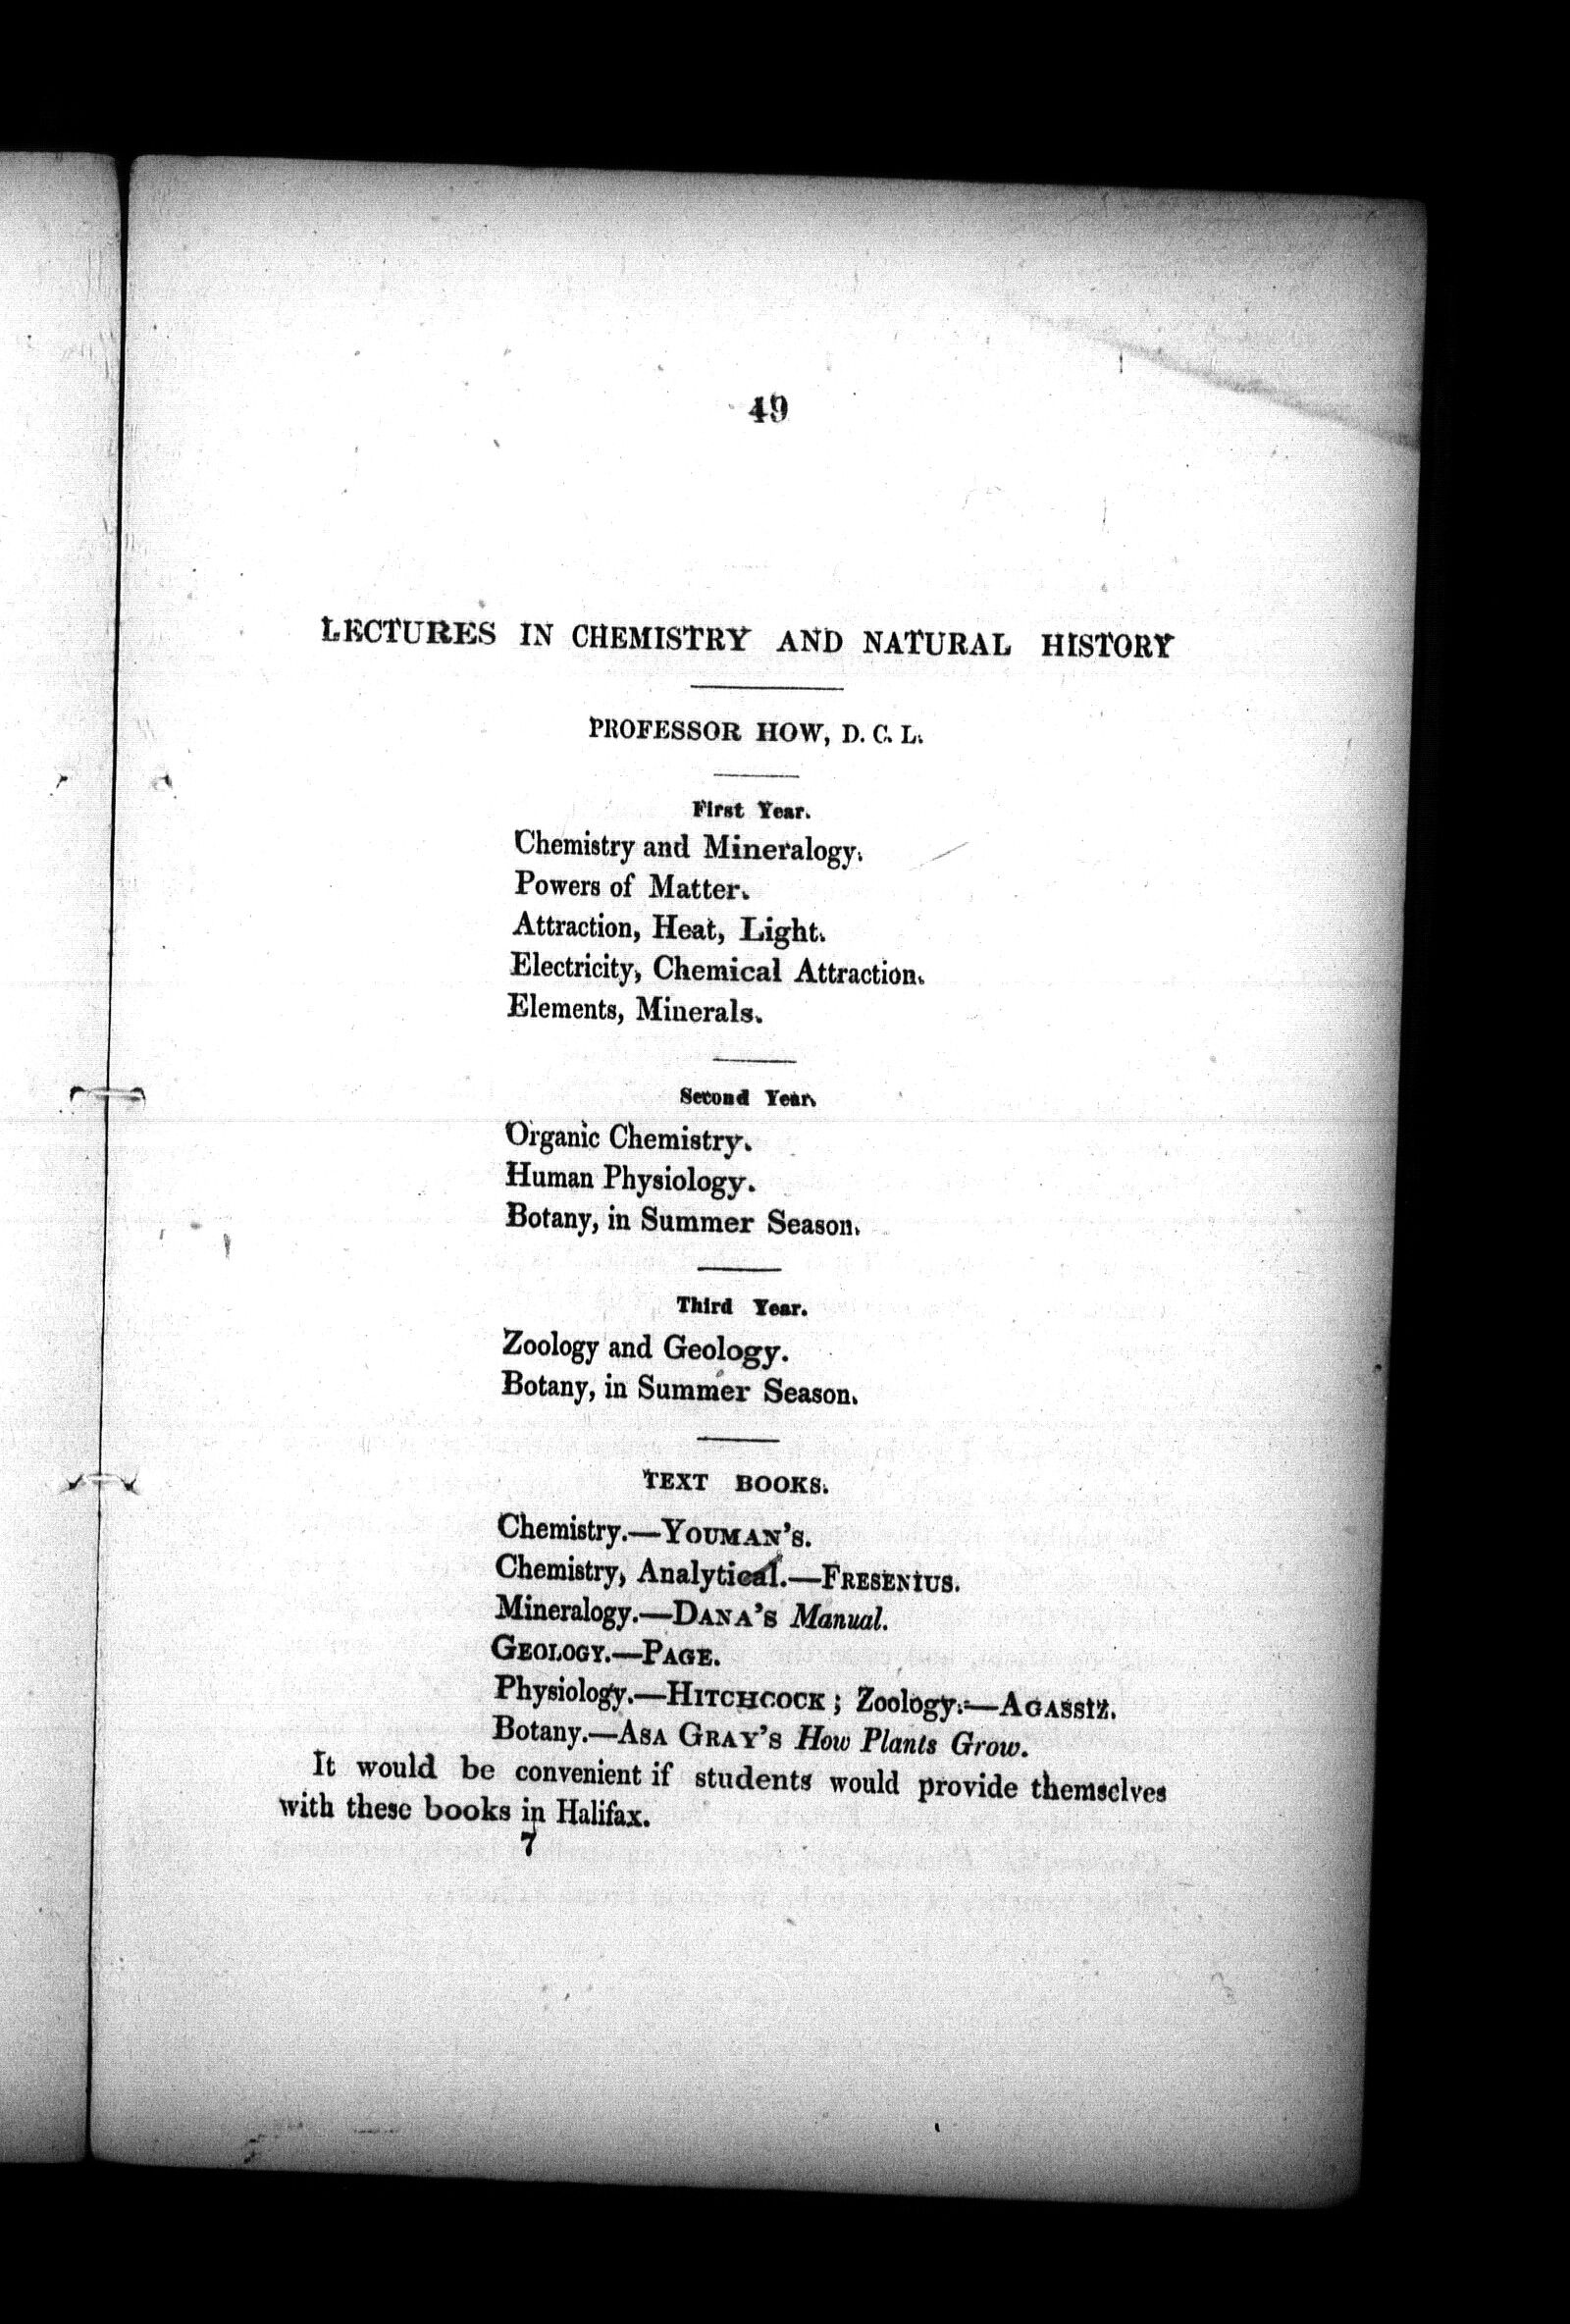 49
LECTURES IN CHEMISTRY AND NATURAL HISTORY
PROFESSOR HOW, D. C. L.
First Year.
Chemistry and Mineralogy.
Powers of Matter.
Attraction, Heat, Light.
Electricity, Chemical Attraction.
Elements, Minerals.
Second Year.
Organic Chemistry.
Human Physiology.
Botany, in Summer Season.
Third Year.
Zoology and Geology.
Botany, in Summer Season.
TEXT BOOKS.
Chemistry.—YOUMAN'S.
Chemistry, Analytical.—FRESENIUS.
Mineralogy.—DANA'S Manual.
GEOLOGY.—PAGE.
Physiology.—HITCHCOCK; Zoology.—AGASSIZ.
Botany.—ASA GRAY'S How Plants Grow.
It would be convenient if students would provide themselves
with these books in Halifax.
7